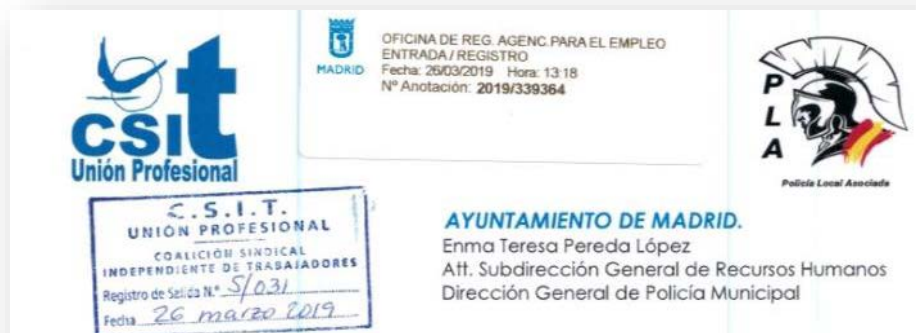 csit
Unión Profesional
MADRID
OFICINA DE REG. AGENC.PARA EL EMPLEO
ENTRADA / REGISTRO
Fecha: 26/03/2019 Hora: 13:18
Nº Anotación: 2019/339364
P
L
A
Policía Local Asociada
C.S.I.T.
UNIÓN PROFESIONAL
COALICIÓN SINDICAL
INDEPENDIENTE DE TRABAJADORES
Registro de Salida N.º S/031
Fecha 26 marzo 2019
AYUNTAMIENTO DE MADRID.
Enma Teresa Pereda López
Att. Subdirección General de Recursos Humanos
Dirección General de Policía Municipal